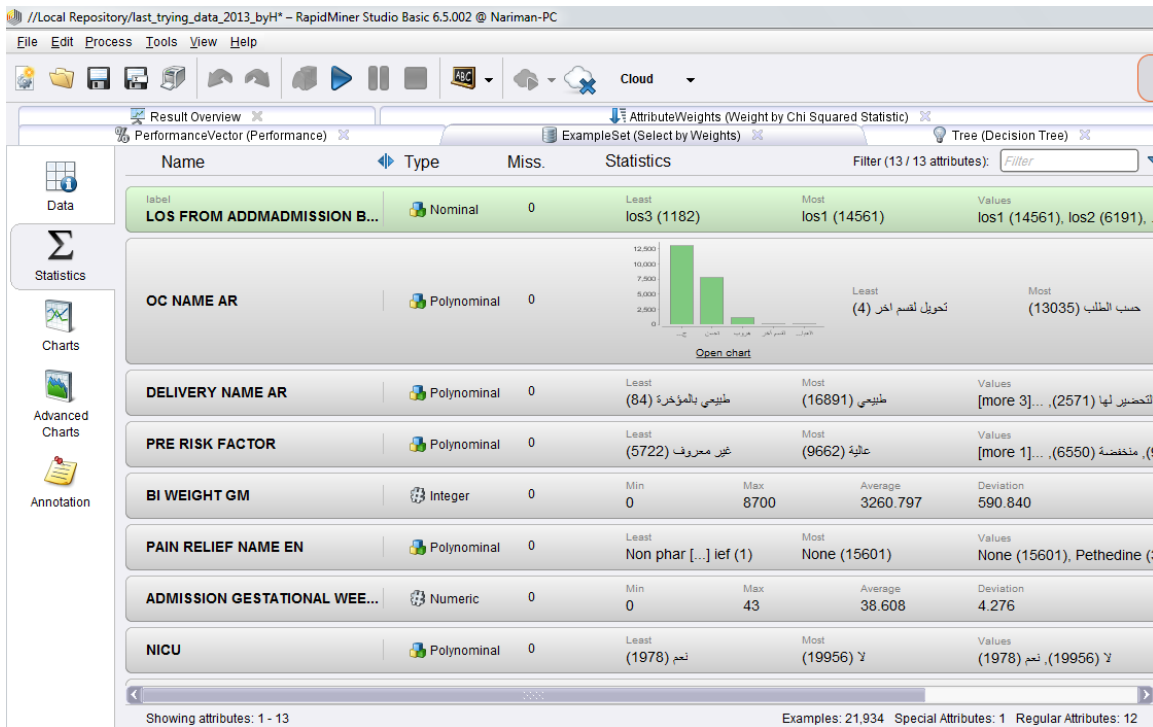 //Local Repository/last_trying_data_2013_byH* – RapidMiner Studio Basic 6.5.002 @ Nariman-PC
File Edit Process Tools View Help
ABC Cloud
Result Overview AttributeWeights (Weight by Chi Squared Statistic)
% PerformanceVector (Performance) ExampleSet (Select by Weights) Tree (Decision Tree)
Name Type Miss. Statistics Filter (13 / 13 attributes): Filter
Data
Statistics
Charts
Advanced
Charts
Annotation
label
LOS FROM ADDMADMISSION B... Nominal 0
Least Most Values
los3 (1182) los1 (14561) los1 (14561), los2 (6191),
OC NAME AR Polynominal 0
12,500
10,000
7,500
5,000
2,500
0
Open chart
Least Most
تحويل لقسم اخر (4) حسب الطلب (13035)
DELIVERY NAME AR Polynominal 0
Least Most Values
طبيعي بالمؤخرة (84) طبيعي (16891) [more 3]... ,(2571) التحضير لها
PRE RISK FACTOR Polynominal 0
Least Most Values
غير معروف (5722) عالية (9662) [more 1]... ,(6550) منخفضة
BI WEIGHT GM Integer 0
Min Max Average Deviation
0 8700 3260.797 590.840
PAIN RELIEF NAME EN Polynominal 0
Least Most Values
Non phar [...] ief (1) None (15601) None (15601), Pethedine (
ADMISSION GESTATIONAL WEE... Numeric 0
Min Max Average Deviation
0 43 38.608 4.276
NICU Polynominal 0
Least Most Values
نعم (1978) لا (19956) لا (19956), نعم (1978)
Showing attributes: 1 - 13 Examples: 21,934 Special Attributes: 1 Regular Attributes: 12